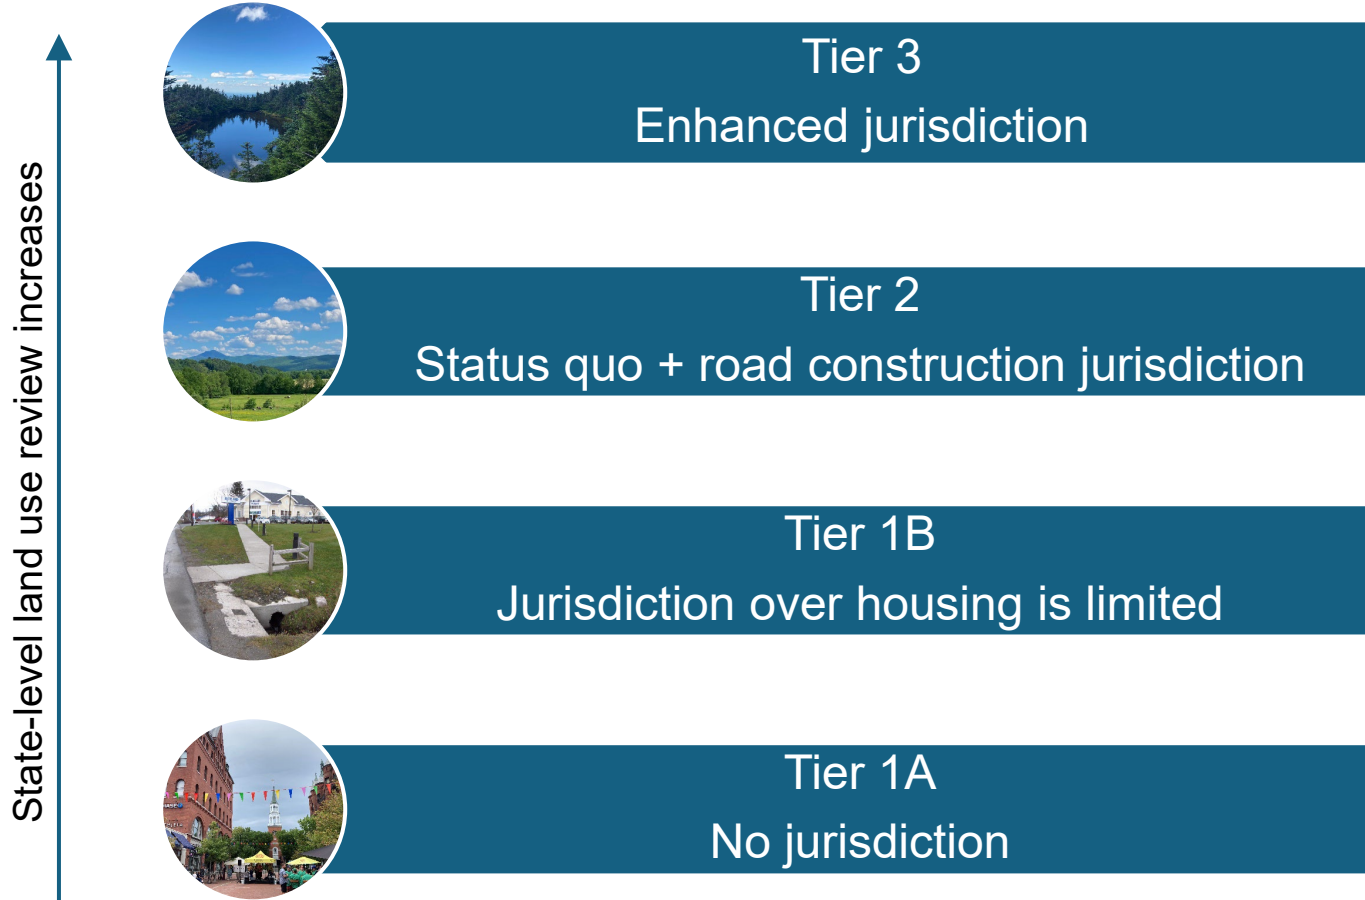 State-level land use review increases
Tier 3
Enhanced jurisdiction
Tier 2
Status quo + road construction jurisdiction
Tier 1B
Jurisdiction over housing is limited
Tier 1A
No jurisdiction